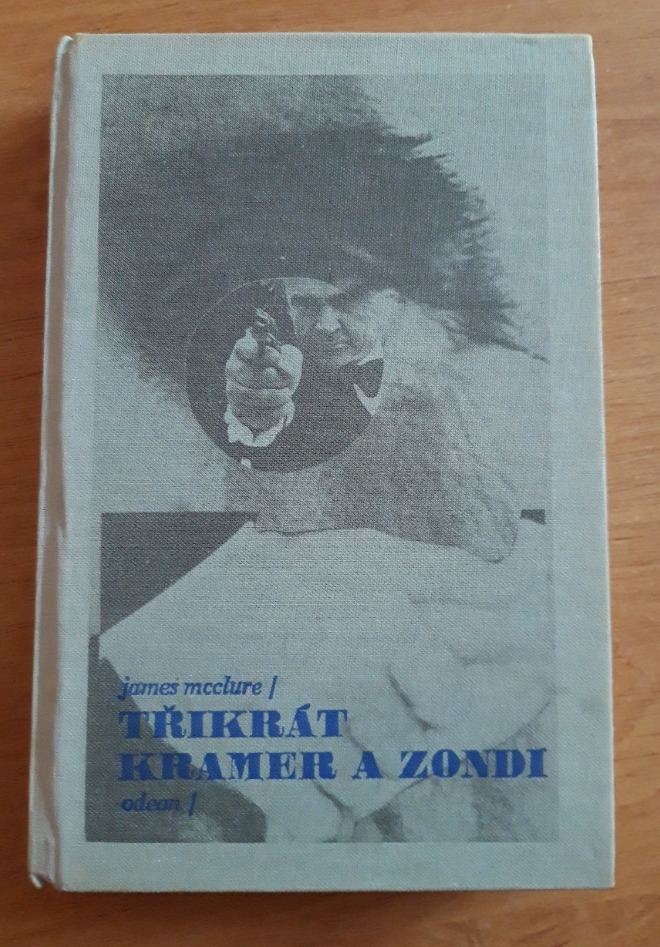 james mcclure /
TŘIKRÁT
KRAMER A ZONDI
odeon /